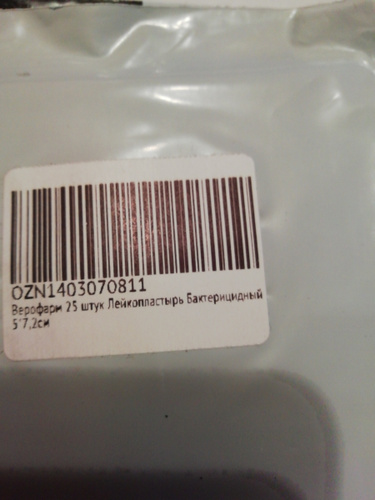 OZN1403070811
Верофарм 25 штук Лейкопластырь Бактерицидный
5*7,2см